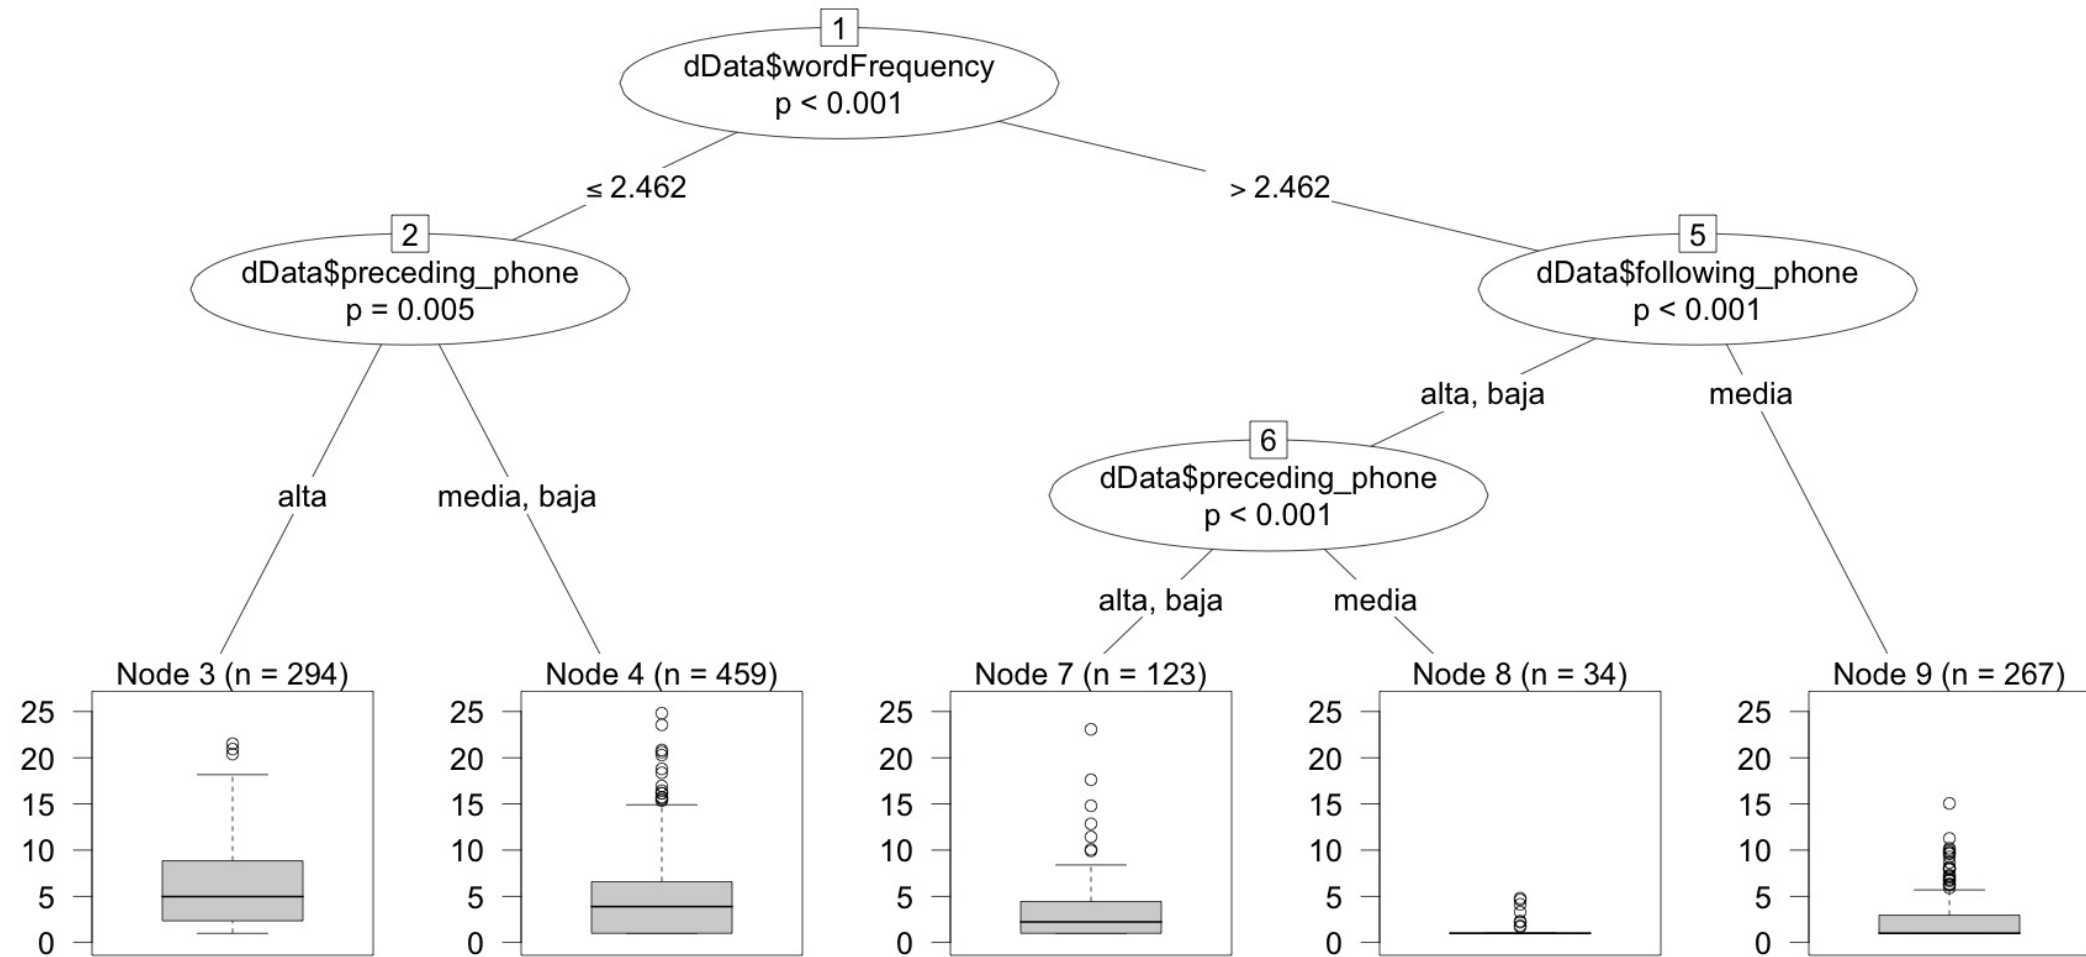 1
dData$wordFrequency
p < 0.001
≤ 2.462
> 2.462
2
dData$preceding_phone
p = 0.005
5
dData$following_phone
p < 0.001
alta, baja
media
6
dData$preceding_phone
p < 0.001
alta
media, baja
alta, baja
media
Node 3 (n = 294)
25
20
15
10
5
0
Node 4 (n = 459)
25
20
15
10
5
0
Node 7 (n = 123)
25
20
15
10
5
0
Node 8 (n = 34)
25
20
15
10
5
0
Node 9 (n = 267)
25
20
15
10
5
0